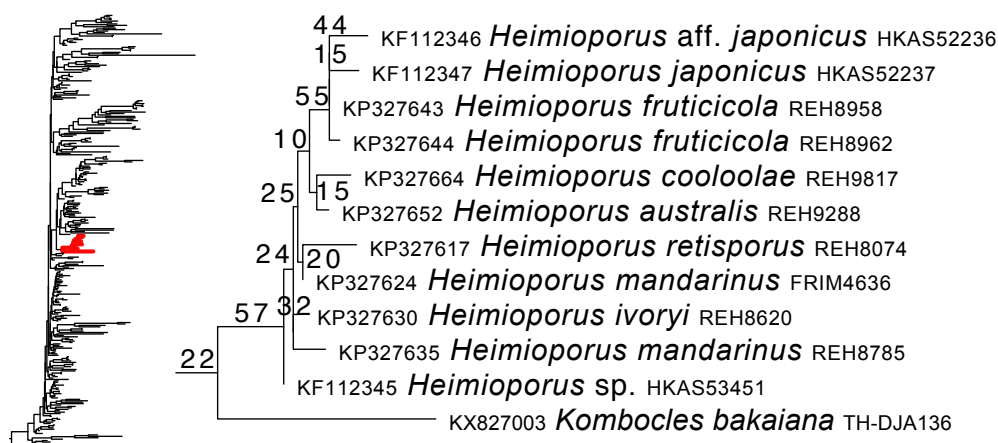 44
KF112346 Heimioporus aff. japonicus HKAS52236
15
KF112347 Heimioporus japonicus HKAS52237
55
KP327643 Heimioporus fruticicola REH8958
10
KP327644 Heimioporus fruticicola REH8962
KP327664 Heimioporus cooloolae REH9817
25
15
KP327652 Heimioporus australis REH9288
KP327617 Heimioporus retisporus REH8074
24
20
KP327624 Heimioporus mandarinus FRIM4636
57
32
KP327630 Heimioporus ivoryi REH8620
KP327635 Heimioporus mandarinus REH8785
22
KF112345 Heimioporus sp. HKAS53451
KX827003 Kombocles bakaiana TH-DJA136